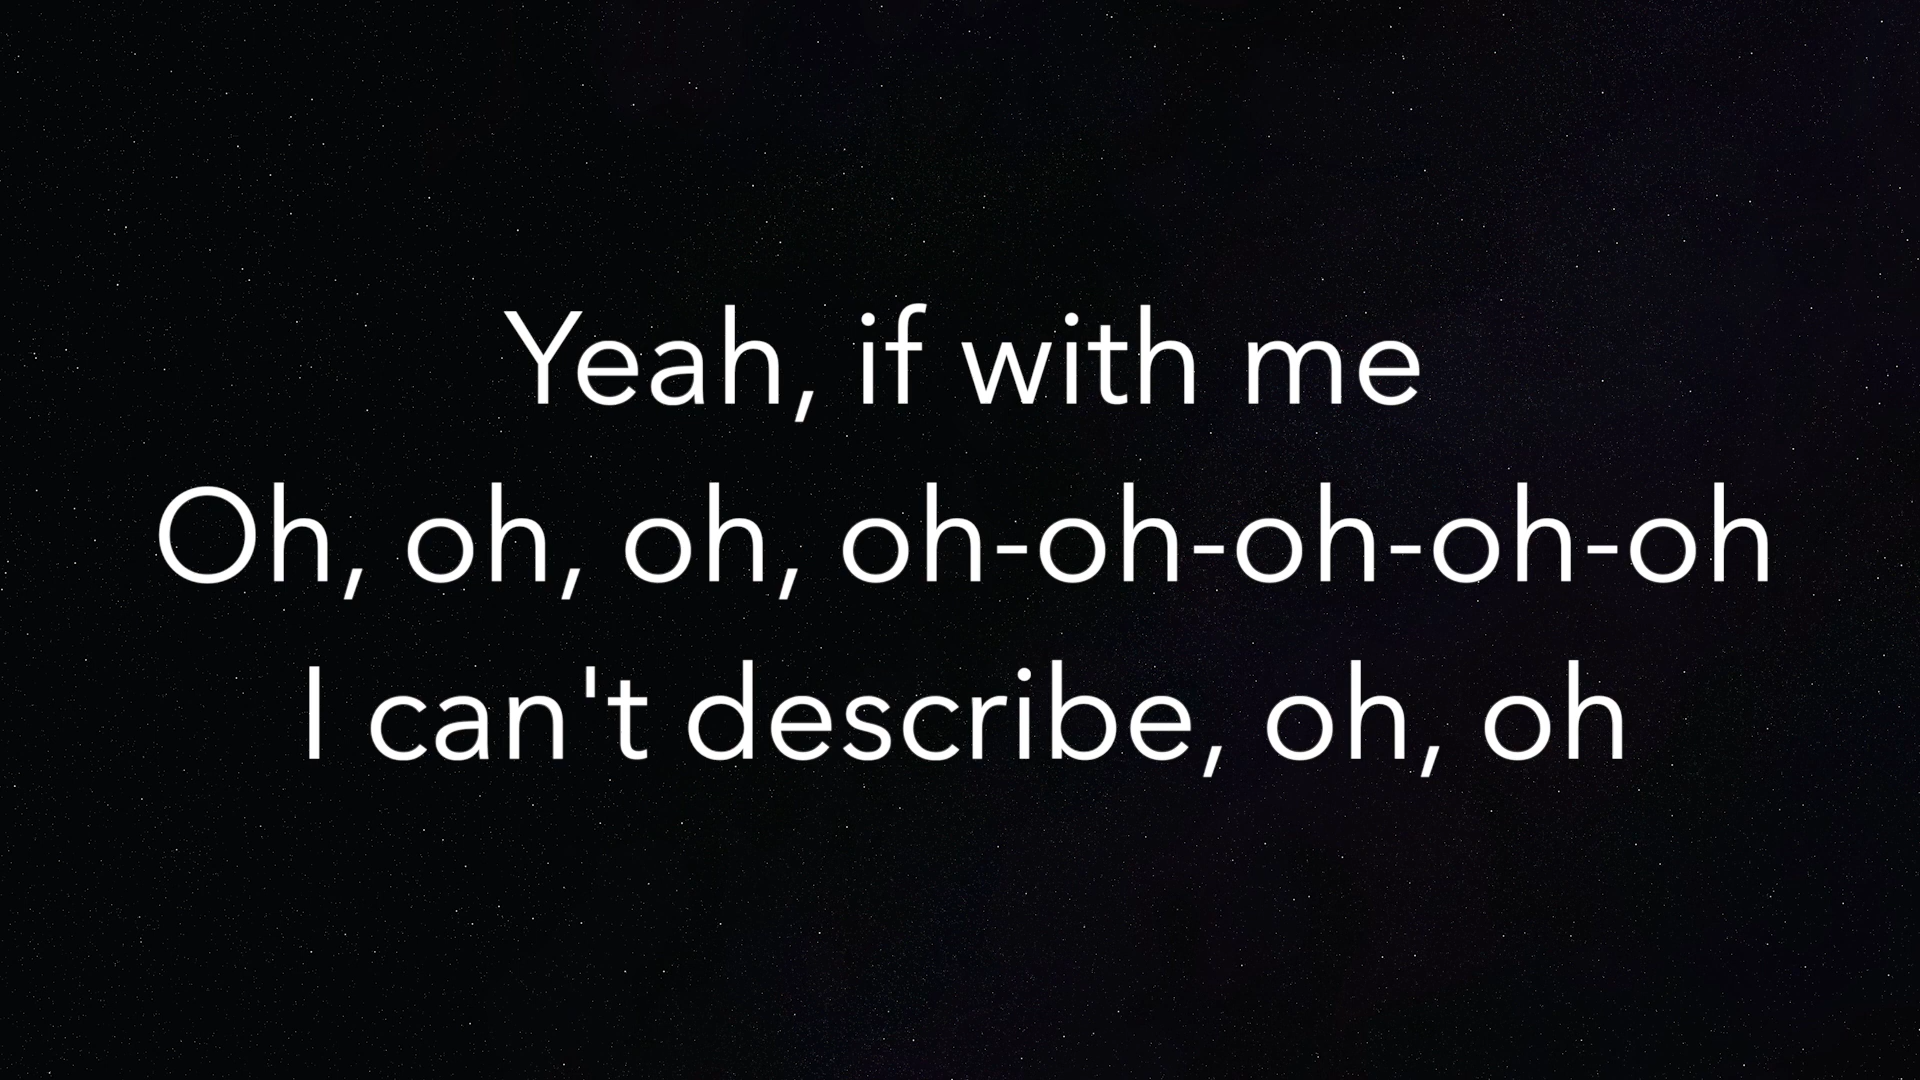 Yeah, if with me
Oh, oh, oh, oh-oh-oh-oh-oh
I can't describe, oh, oh